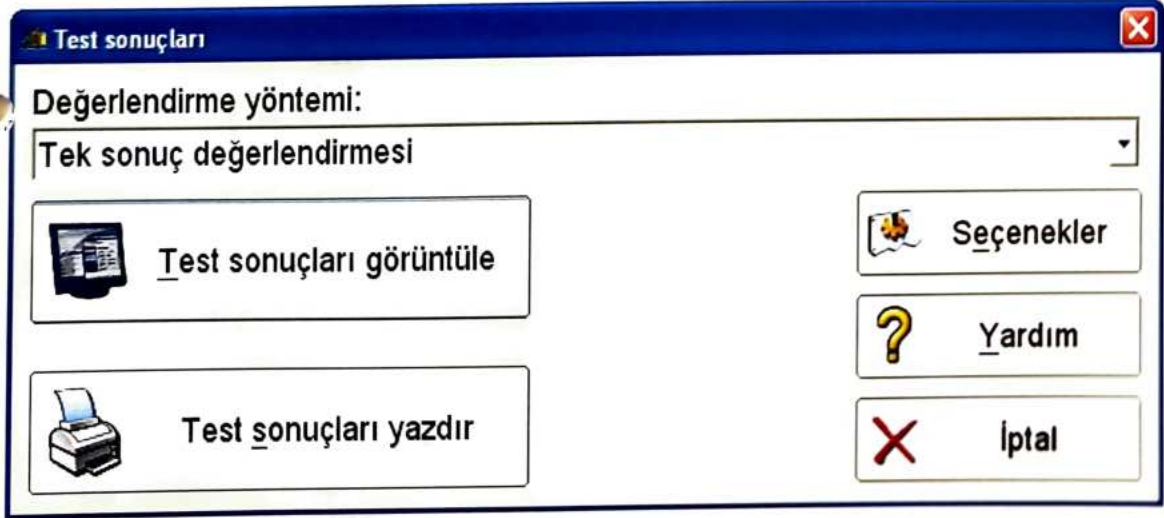 Test sonuçları
Değerlendirme yöntemi:
Tek sonuç değerlendirmesi
Test sonuçları görüntüle
Seçenekler
Yardım
Test sonuçları yazdır
İptal